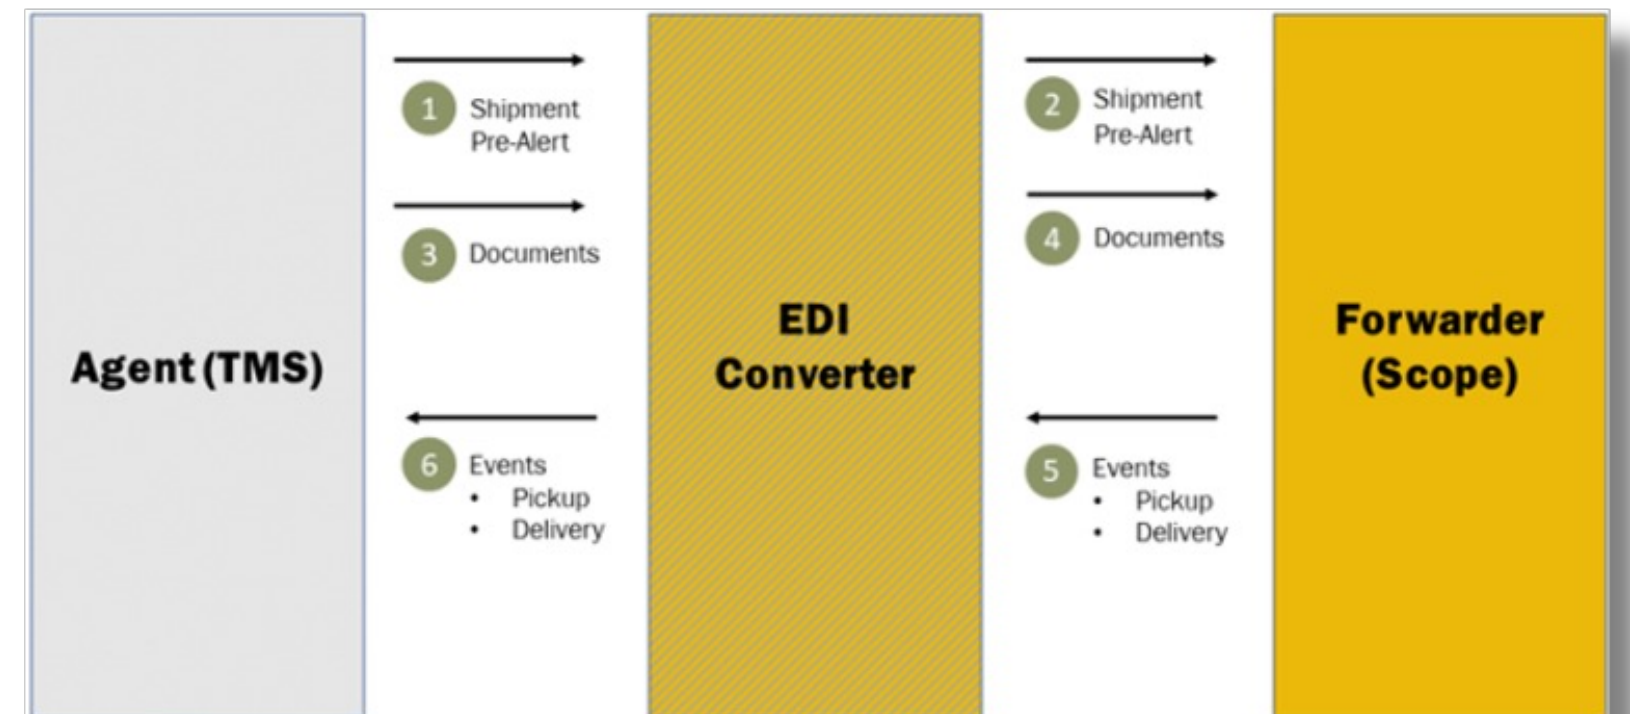 Agent (TMS)
1
Shipment
Pre-Alert
3
Documents
6
Events
• Pickup
• Delivery
EDI
Converter
2
Shipment
Pre-Alert
4
Documents
5
Events
• Pickup
• Delivery
Forwarder
(Scope)